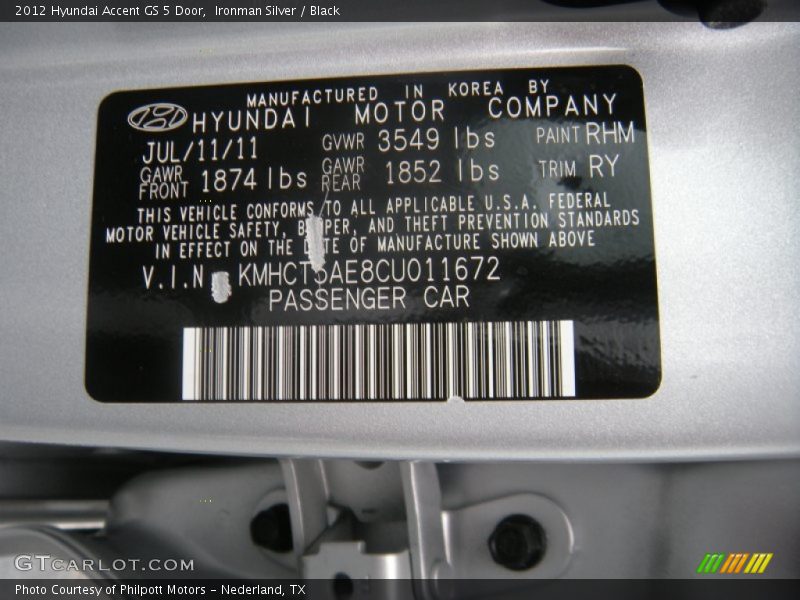 2012 Hyundai Accent GS 5 Door,  Ironman Silver / Black
MANUFACTURED IN KOREA BY
HYUNDAI MOTOR COMPANY
JUL/11/11 GVWR 3549 lbs PAINT RHM
GAWR FRONT 1874 lbs GAWR REAR 1852 lbs TRIM RY
THIS VEHICLE CONFORMS TO ALL APPLICABLE U.S.A. FEDERAL
MOTOR VEHICLE SAFETY, AND THEFT PREVENTION STANDARDS
IN EFFECT ON THE OF MANUFACTURE SHOWN ABOVE
V.I.N KMHCT5AE8CU011672
PASSENGER CAR
GTCARLOT.COM
Photo Courtesy of Philpott Motors - Nederland, TX